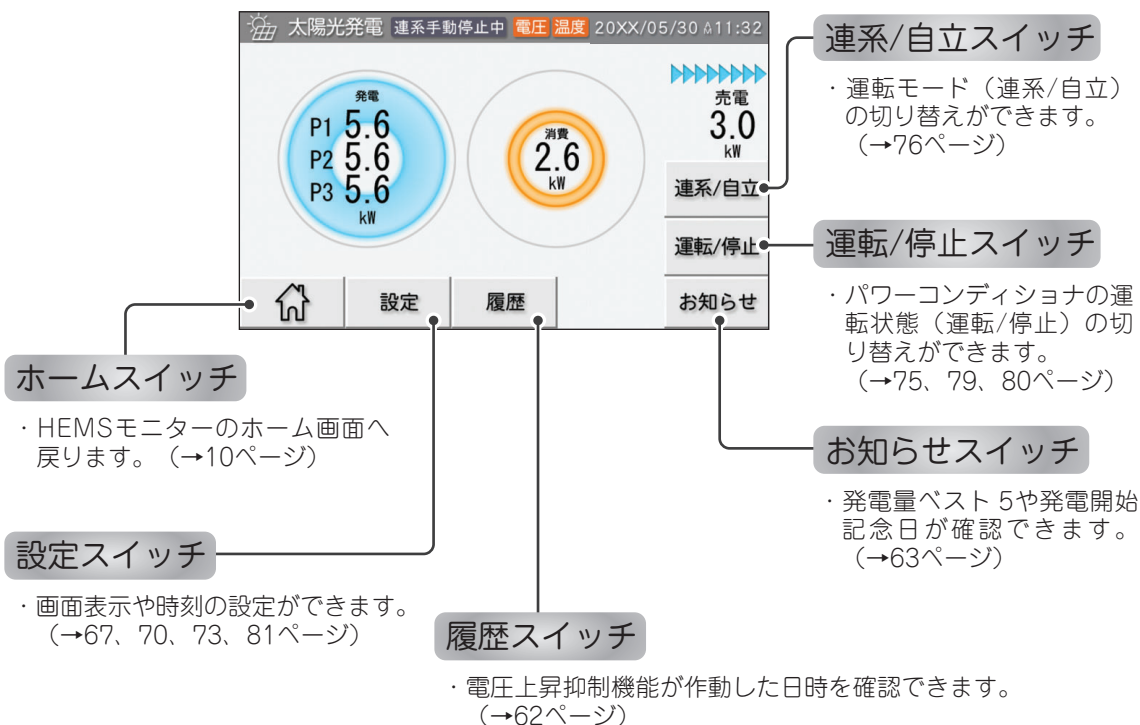 太陽光発電 連系手動停止中 電圧 温度 20XX/05/30 AM11:32
発電
P1 5.6
P2 5.6
P3 5.6
kW
消費
2.6
kW
売電
3.0
kW
連系/自立
運転/停止
設定
履歴
お知らせ
連系/自立スイッチ
・運転モード（連系/自立）
の切り替えができます。
（→76ページ）
運転/停止スイッチ
・パワーコンディショナの運
転状態（運転/停止）の切
り替えができます。
（→75、79、80ページ）
お知らせスイッチ
・発電量ベスト 5や発電開始
記念日が確認できます。
（→63ページ）
ホームスイッチ
・HEMSモニターのホーム画面へ
戻ります。（→10ページ）
設定スイッチ
・画面表示や時刻の設定ができます。
（→67、70、73、81ページ）
履歴スイッチ
・電圧上昇抑制機能が作動した日時を確認できます。
（→62ページ）